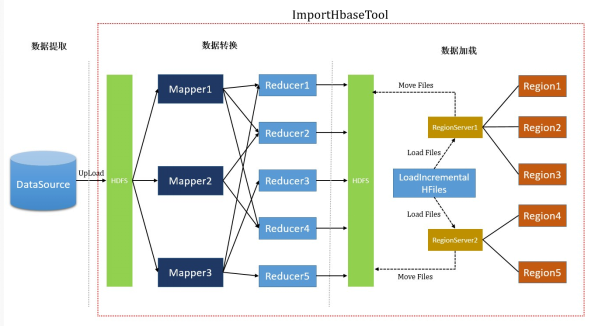 ImportHbaseTool
数据提取
数据转换
数据加载
DataSource
UpLoad
HDFS
Mapper1
Mapper2
Mapper3
Reducer1
Reducer2
Reducer3
Reducer4
Reducer5
HDFS
Move Files
RegionServer1
Load Files
LoadIncremental
HFiles
Load Files
RegionServer2
Move Files
Region1
Region2
Region3
Region4
Region5